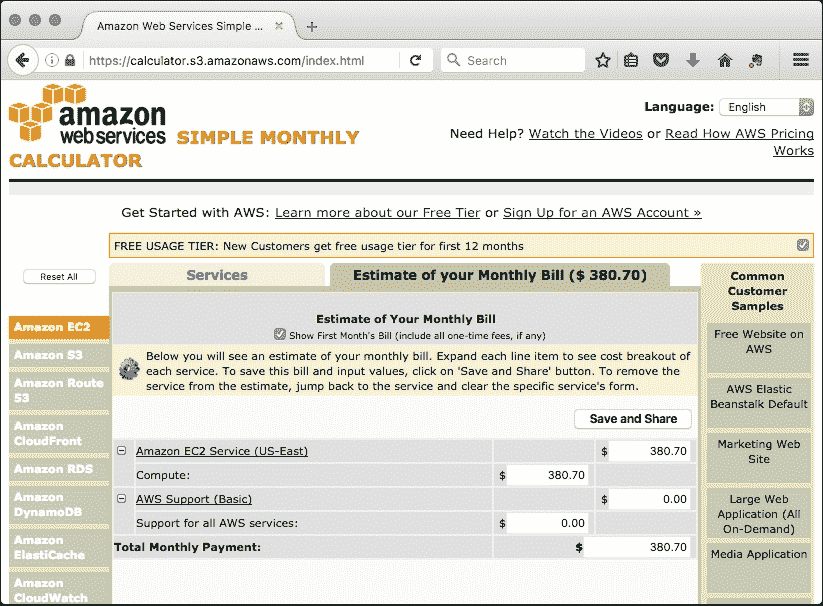 Amazon Web Services Simple ...
https://calculator.s3.amazonaws.com/index.html
Search
amazon
web services
SIMPLE MONTHLY
CALCULATOR
Language: English
Need Help? Watch the Videos or Read How AWS Pricing
Works
Get Started with AWS: Learn more about our Free Tier or Sign Up for an AWS Account »
FREE USAGE TIER: New Customers get free usage tier for first 12 months
Reset All
Services
Estimate of your Monthly Bill ($ 380.70)
Common
Customer
Samples
Amazon EC2
Amazon S3
Amazon Route
53
Amazon
CloudFront
Amazon RDS
Amazon
DynamoDB
Amazon
ElastiCache
Amazon
CloudWatch
Estimate of Your Monthly Bill
Show First Month's Bill (include all one-time fees, if any)
Below you will see an estimate of your monthly bill. Expand each line item to see cost breakout of
each service. To save this bill and input values, click on 'Save and Share' button. To remove the
service from the estimate, jump back to the service and clear the specific service's form.
Save and Share
Amazon EC2 Service (US-East) $ 380.70
Compute: $ 380.70
AWS Support (Basic) $ 0.00
Support for all AWS services: $ 0.00
Total Monthly Payment: $ 380.70
Free Website on
AWS
AWS Elastic
Beanstalk Default
Marketing Web
Site
Large Web
Application (All
On-Demand)
Media Application